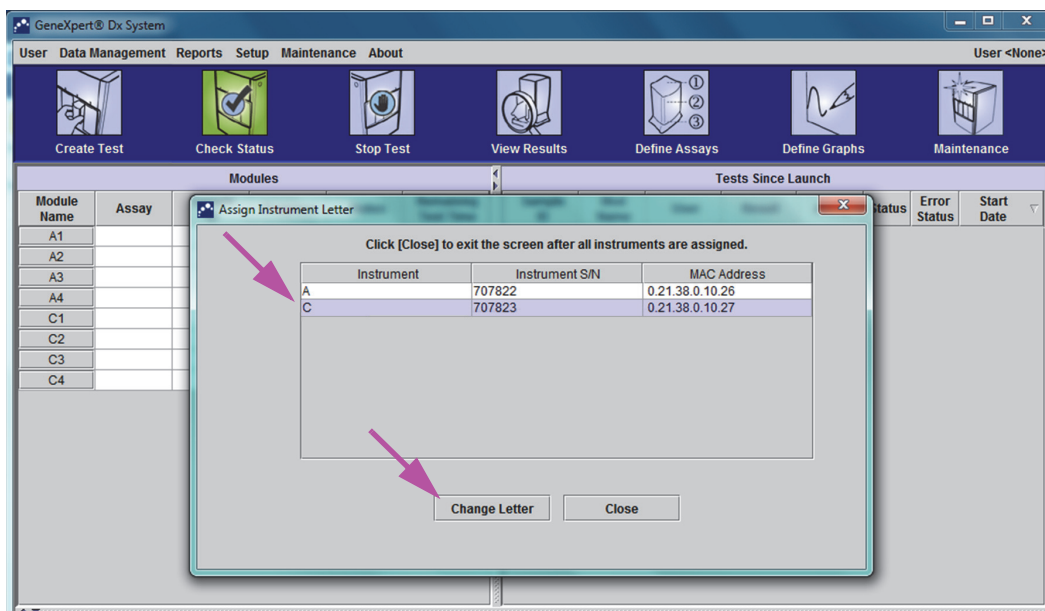 GeneXpert® Dx System
User Data Management Reports Setup Maintenance About User <None>
① ② ③
Create Test Check Status Stop Test View Results Define Assays Define Graphs Maintenance
Modules Tests Since Launch
Module Name Assay Status Error Status Start Date
Assign Instrument Letter
Click [Close] to exit the screen after all instruments are assigned.
Instrument Instrument S/N MAC Address
A 707822 0.21.38.0.10.26
C 707823 0.21.38.0.10.27
A1
A2
A3
A4
C1
C2
C3
C4
Change Letter Close